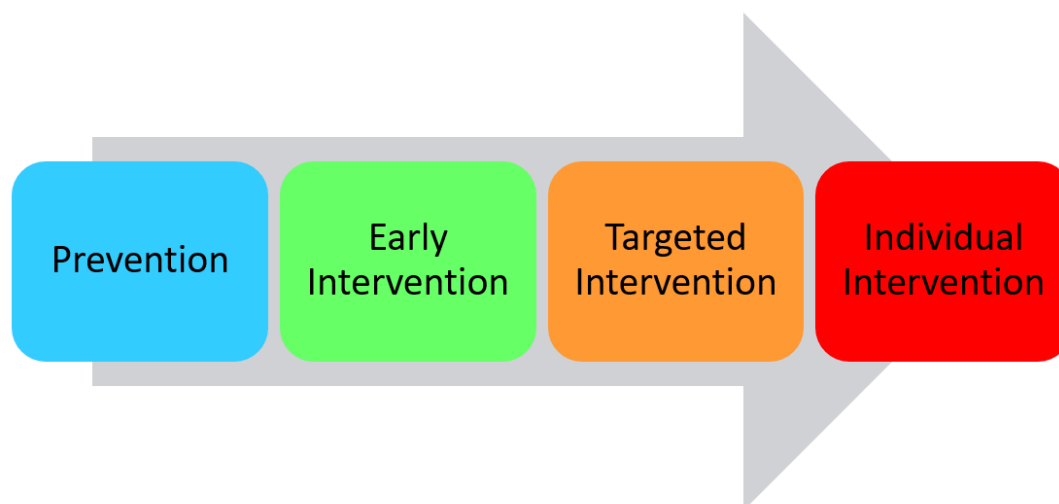 Prevention
Early
Intervention
Targeted
Intervention
Individual
Intervention